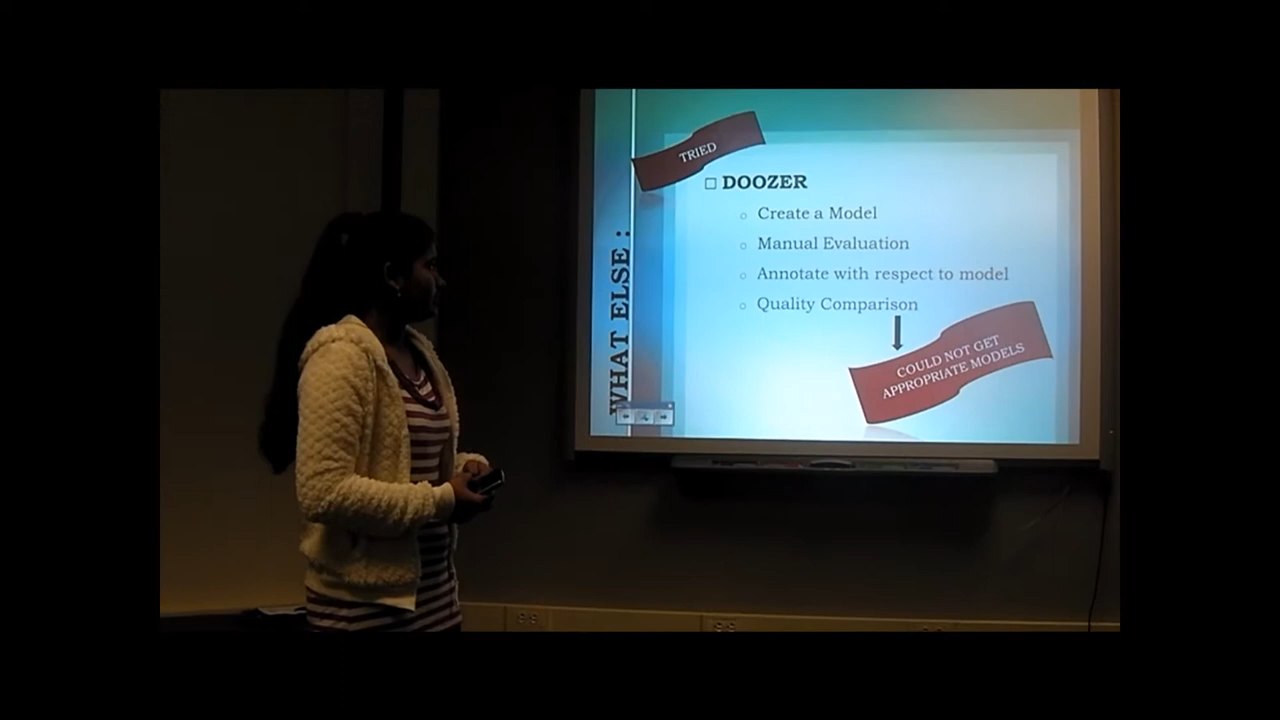 TRIED
□ DOOZER
○ Create a Model
○ Manual Evaluation
○ Annotate with respect to model
○ Quality Comparison
COULD NOT GET
APPROPRIATE MODELS
WHAT ELSE :